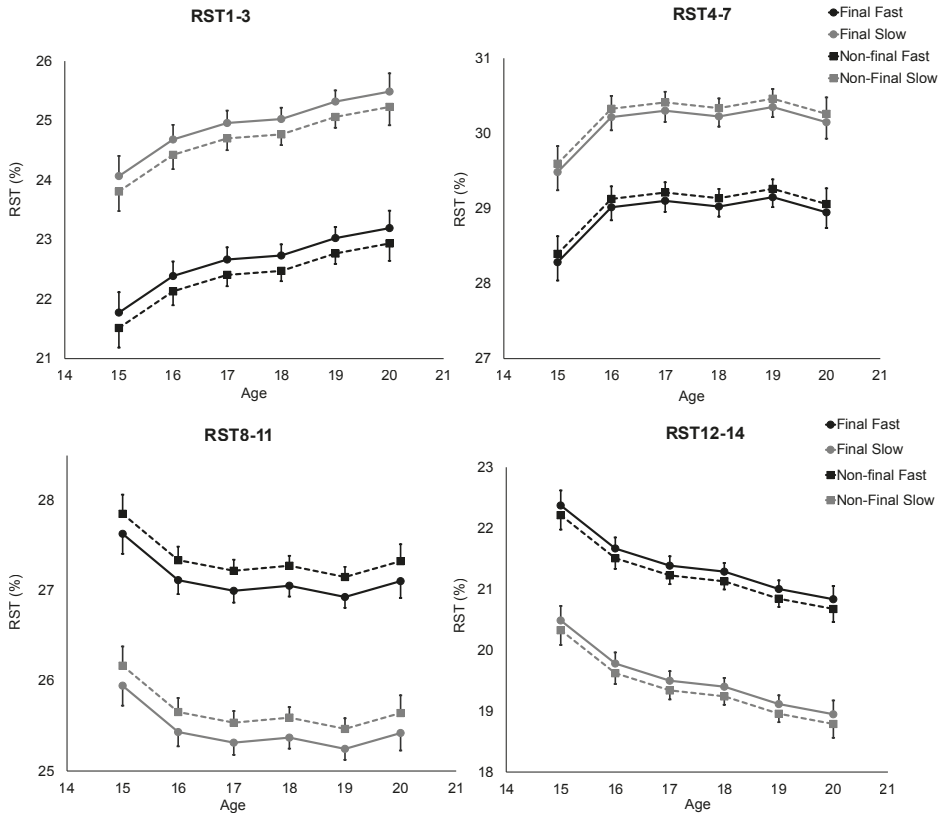 RST1-3
RST (%)
26
25
24
23
22
21
14 15 16 17 18 19 20 21
Age
RST4-7
Final Fast
Final Slow
Non-final Fast
Non-Final Slow
RST (%)
31
30
29
28
27
14 15 16 17 18 19 20 21
Age
RST8-11
RST (%)
28
27
26
25
14 15 16 17 18 19 20 21
Age
RST12-14
Final Fast
Final Slow
Non-final Fast
Non-Final Slow
RST (%)
23
22
21
20
19
18
14 15 16 17 18 19 20 21
Age